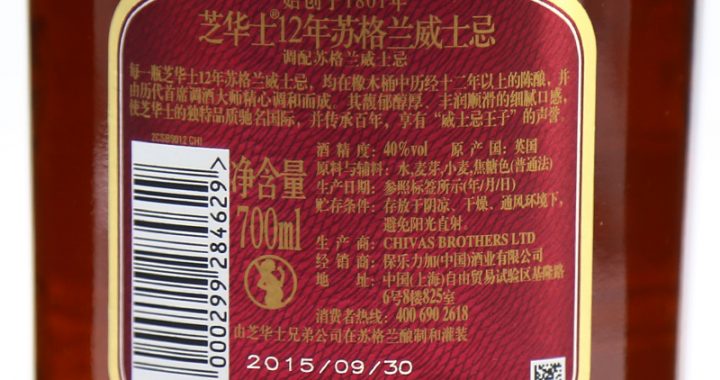 始创于1801年
芝华士®12年苏格兰威士忌
调配苏格兰威士忌
每一瓶芝华士12年苏格兰威士忌，均在橡木桶中历经十二年以上的陈酿，并
由历代首席调酒大师精心调和而成。其馥郁醇厚、丰润顺滑的细腻口感，
使芝华士的独特品质驰名国际，并传承百年，享有“威士忌王子”的声誉。
2CSB9012 CHI
净含量
700ml
酒精度：40%vol 原产国：英国
原料与辅料：水,麦芽,小麦,焦糖色(普通法)
生产日期：参照标签所示(年/月/日)
贮存条件：存放于阴凉、干燥、通风环境下，
避免阳光直射。
生产商：CHIVAS BROTHERS LTD
经销商：保乐力加(中国)酒业有限公司
地址：中国(上海)自由贸易试验区基隆路
6号8楼825室
消费者热线：400 690 2618
由芝华士兄弟公司在苏格兰酿制和灌装
0 000299 284629 >
2015/09/30